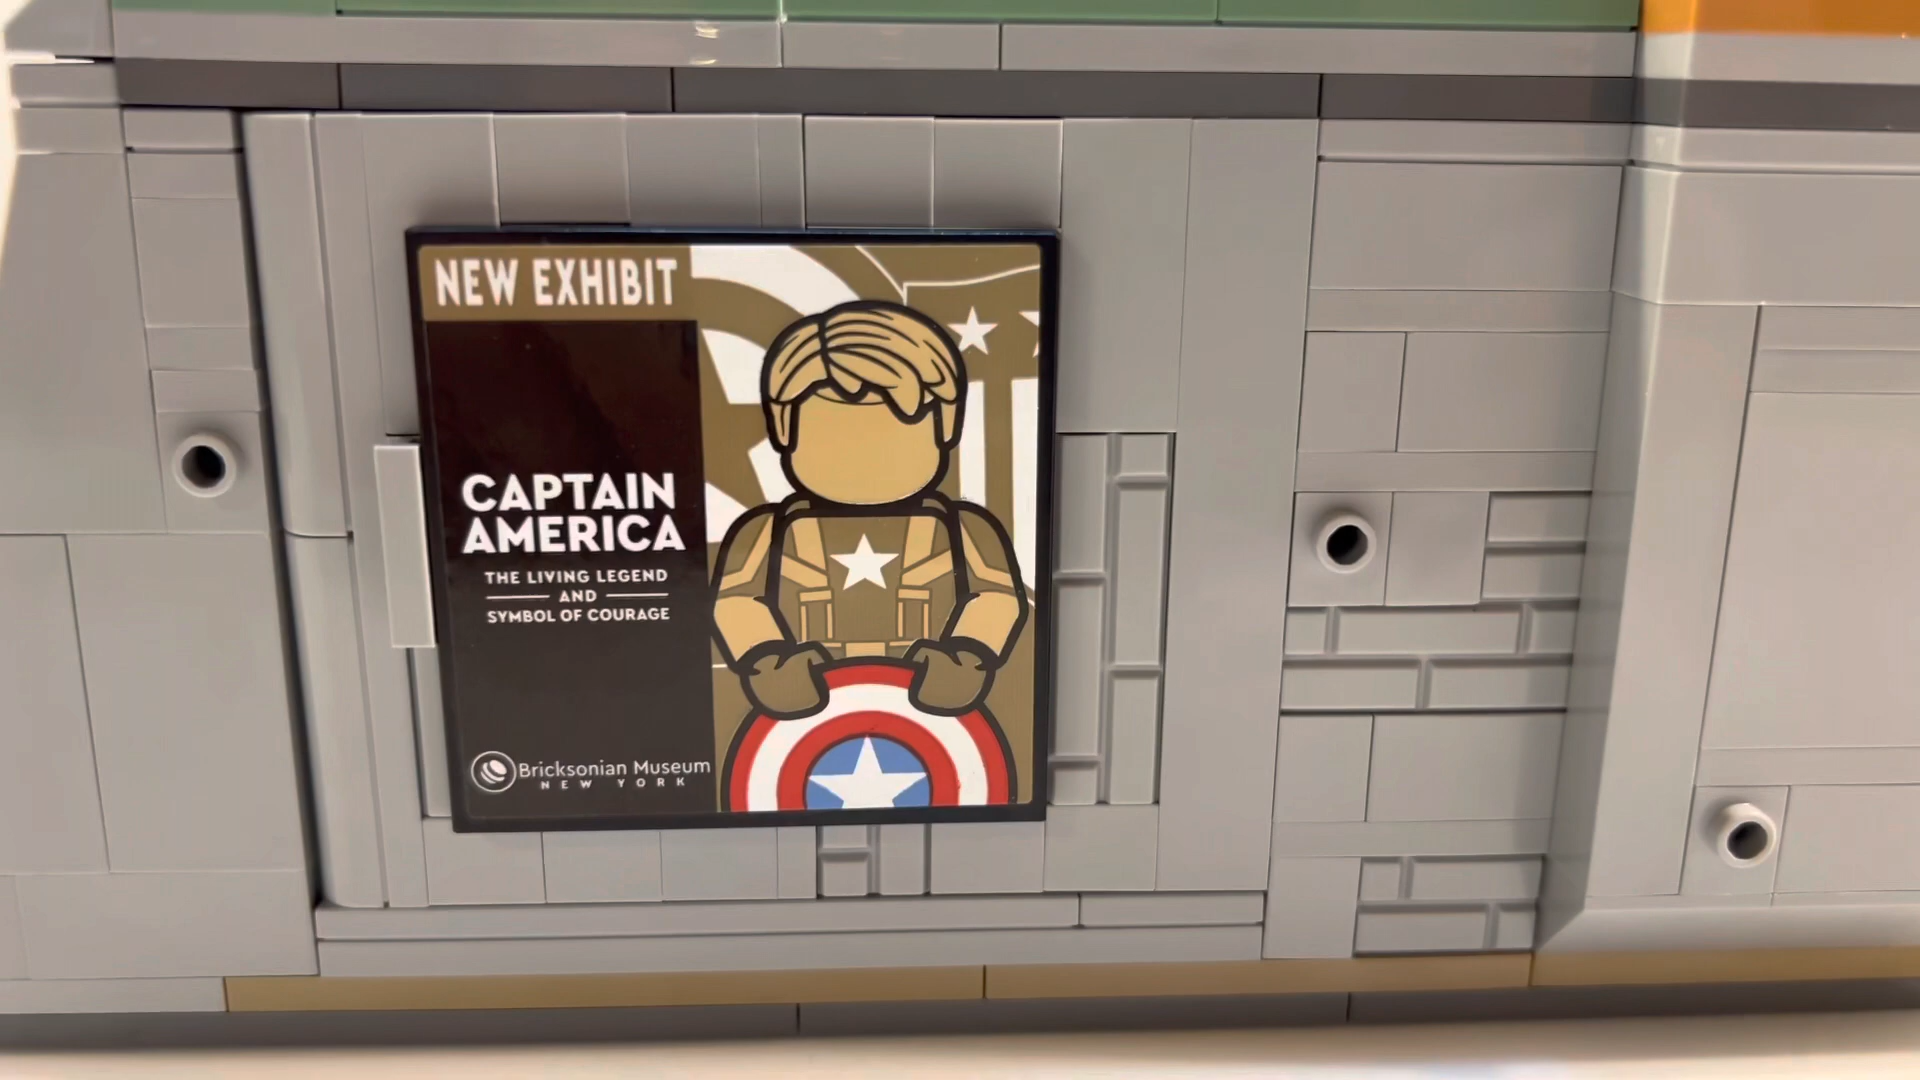 NEW EXHIBIT
CAPTAIN
AMERICA
THE LIVING LEGEND
AND
SYMBOL OF COURAGE
Bricksonian Museum
NEW YORK